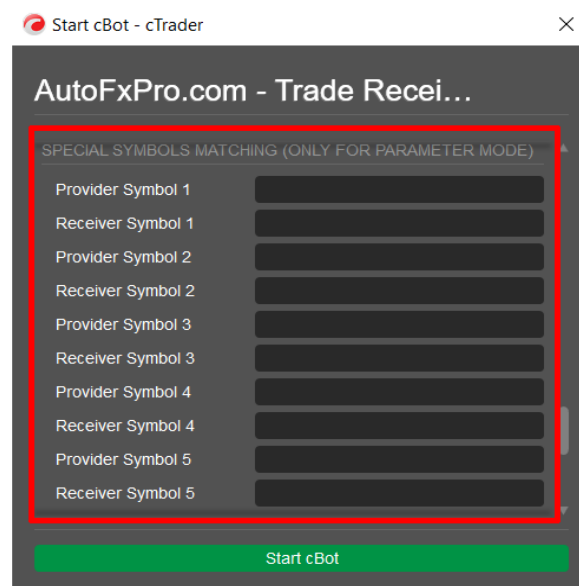 Start cBot - cTrader
AutoFxPro.com - Trade Recei...
SPECIAL SYMBOLS MATCHING (ONLY FOR PARAMETER MODE)
Provider Symbol 1
Receiver Symbol 1
Provider Symbol 2
Receiver Symbol 2
Provider Symbol 3
Receiver Symbol 3
Provider Symbol 4
Receiver Symbol 4
Provider Symbol 5
Receiver Symbol 5
Start cBot